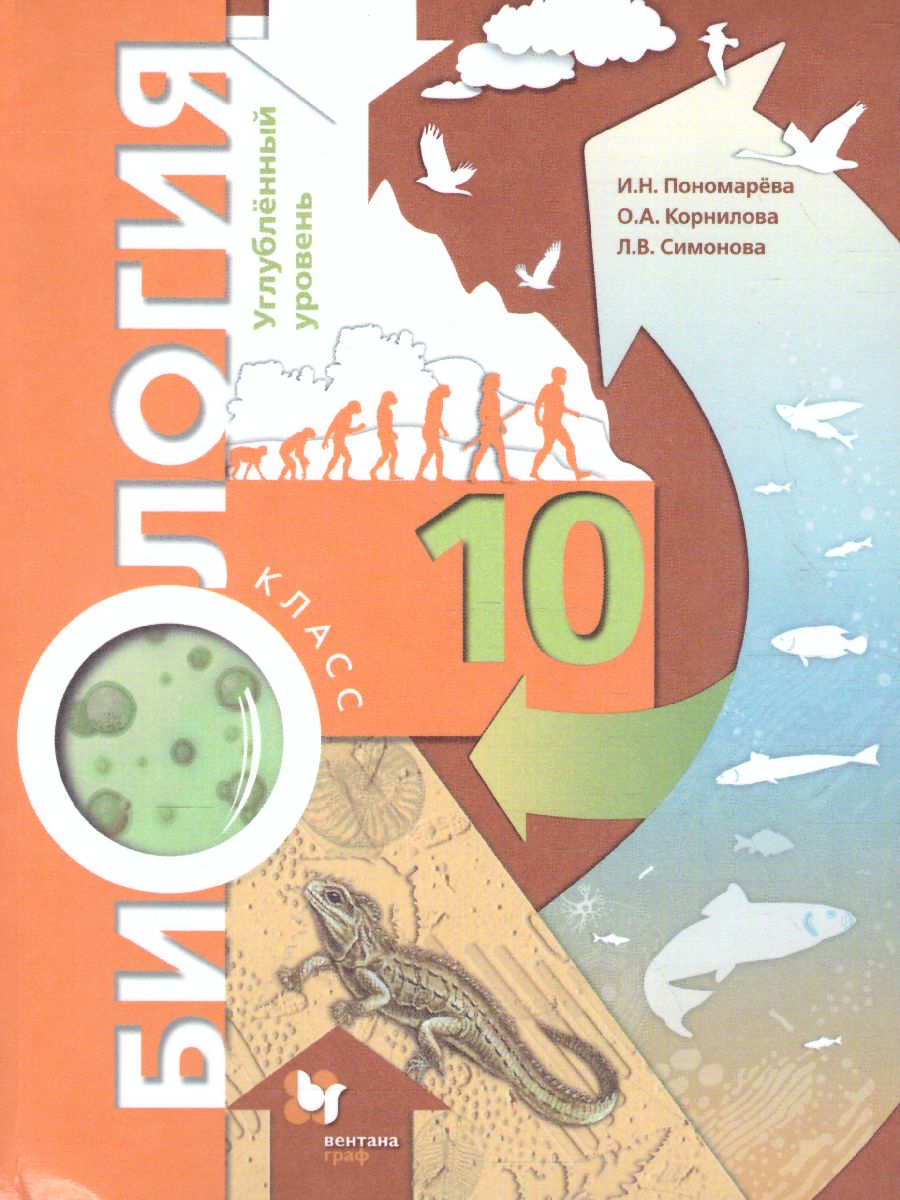 БИОЛОГИЯ
Углублённый
уровень
И.Н. Пономарёва
О.А. Корнилова
Л.В. Симонова
10
КЛАСС
вентана
граф